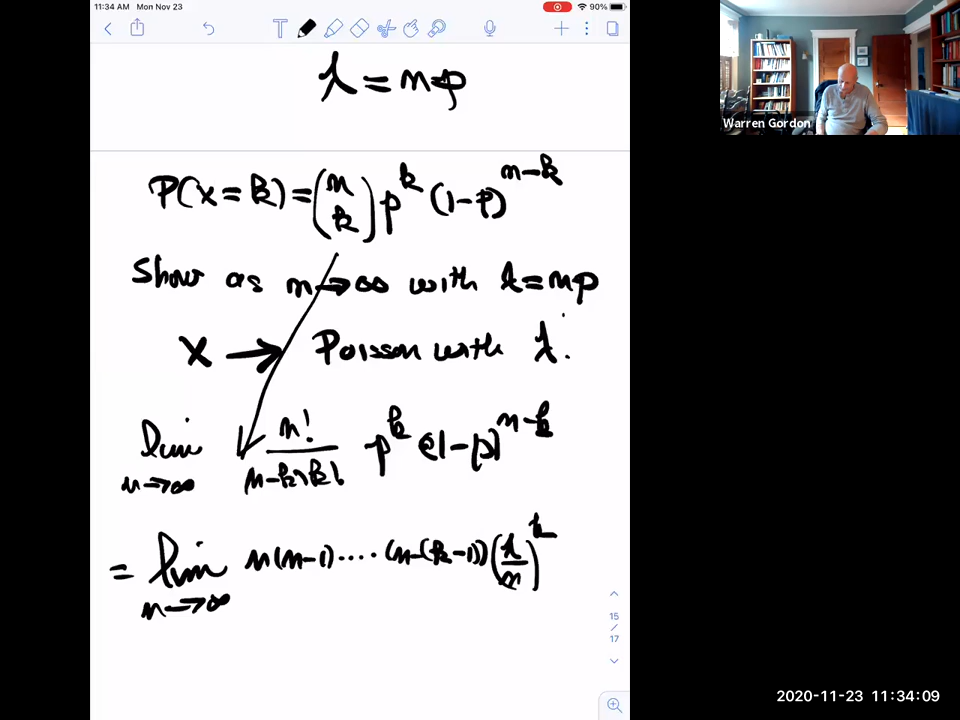 11:34 AM Mon Nov 23
90%
λ = np
P(X = k) = (n k) p^k (1-p)^{n-k}
Show as n → ∞ with λ = np
X → Poisson with λ.
lim n→∞ n! / (n-k)! k! p^k (1-p)^{n-k}
= lim n→∞ n(n-1)....(n-(k-1)) (λ/n)^k
15
/
17
Warren Gordon
2020-11-23 11:34:09